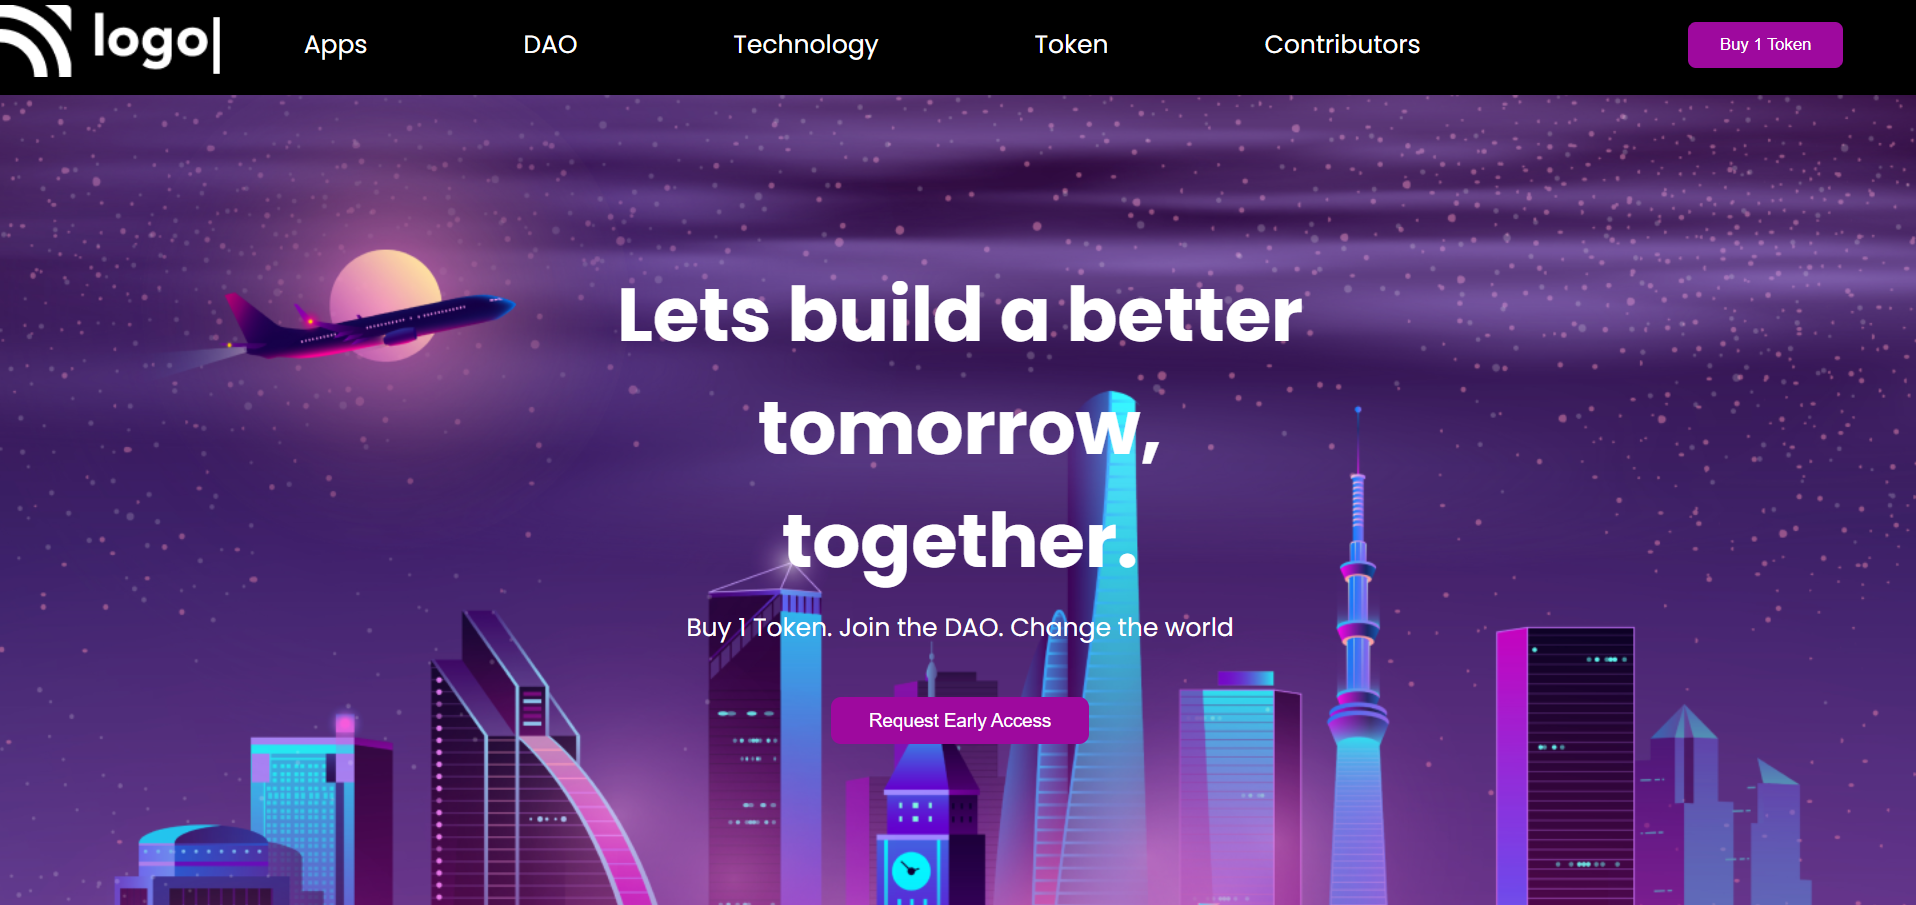 logo
Apps DAO Technology Token Contributors Buy 1 Token
Lets build a better
tomorrow,
together.
Buy 1 Token. Join the DAO. Change the world
Request Early Access